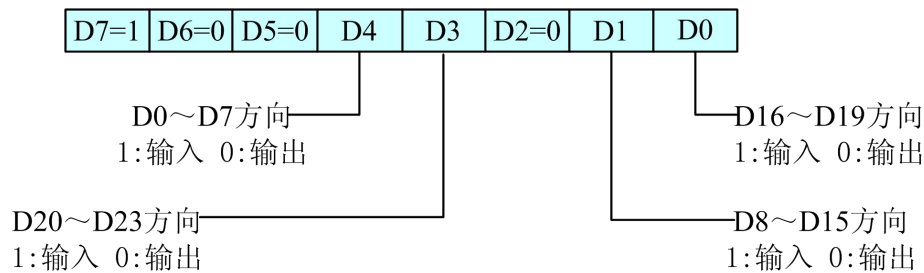 D7=1 D6=0 D5=0 D4 D3 D2=0 D1 D0
D0～D7方向
1:输入 0:输出
D16～D19方向
1:输入 0:输出
D20～D23方向
1:输入 0:输出
D8～D15方向
1:输入 0:输出